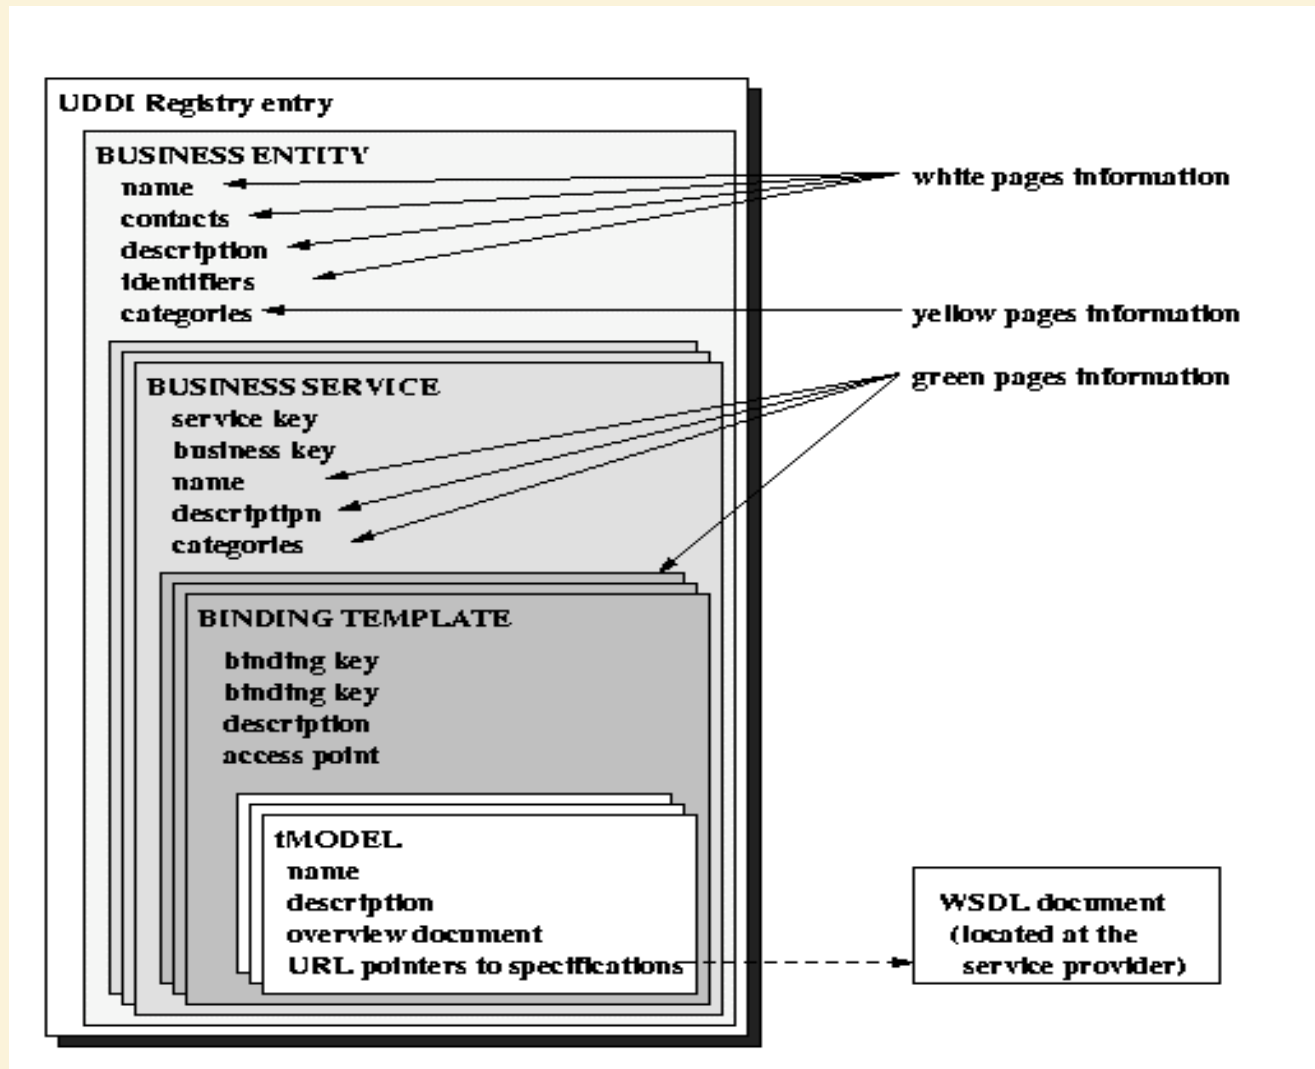 UDDI Registry entry
BUSINESS ENTITY
name
contacts
description
identifiers
categories
white pages information
yellow pages information
green pages information
BUSINESS SERVICE
service key
business key
name
descriptipn
categories
BINDING TEMPLATE
binding key
binding key
description
access point
tMODEL
name
description
overview document
URL pointers to specifications
WSDL document
(located at the
service provider)